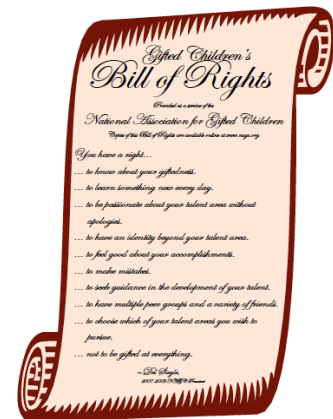 Gifted Children's
Bill of Rights
Provided as a service of the
National Association for Gifted Children
Copies of this Bill of Rights are available online at www.nagc.org
You have a right...
... to know about your giftedness.
... to learn something new every day.
... to be passionate about your talent area without
apologies.
... to have an identity beyond your talent area.
... to feel good about your accomplishments.
... to make mistakes.
... to seek guidance in the development of your talent.
... to have multiple peer groups and a variety of friends.
... to choose which of your talent areas you wish to
pursue.
... not to be gifted at everything.
--Del Siegle,
2007-2009 NAGC President